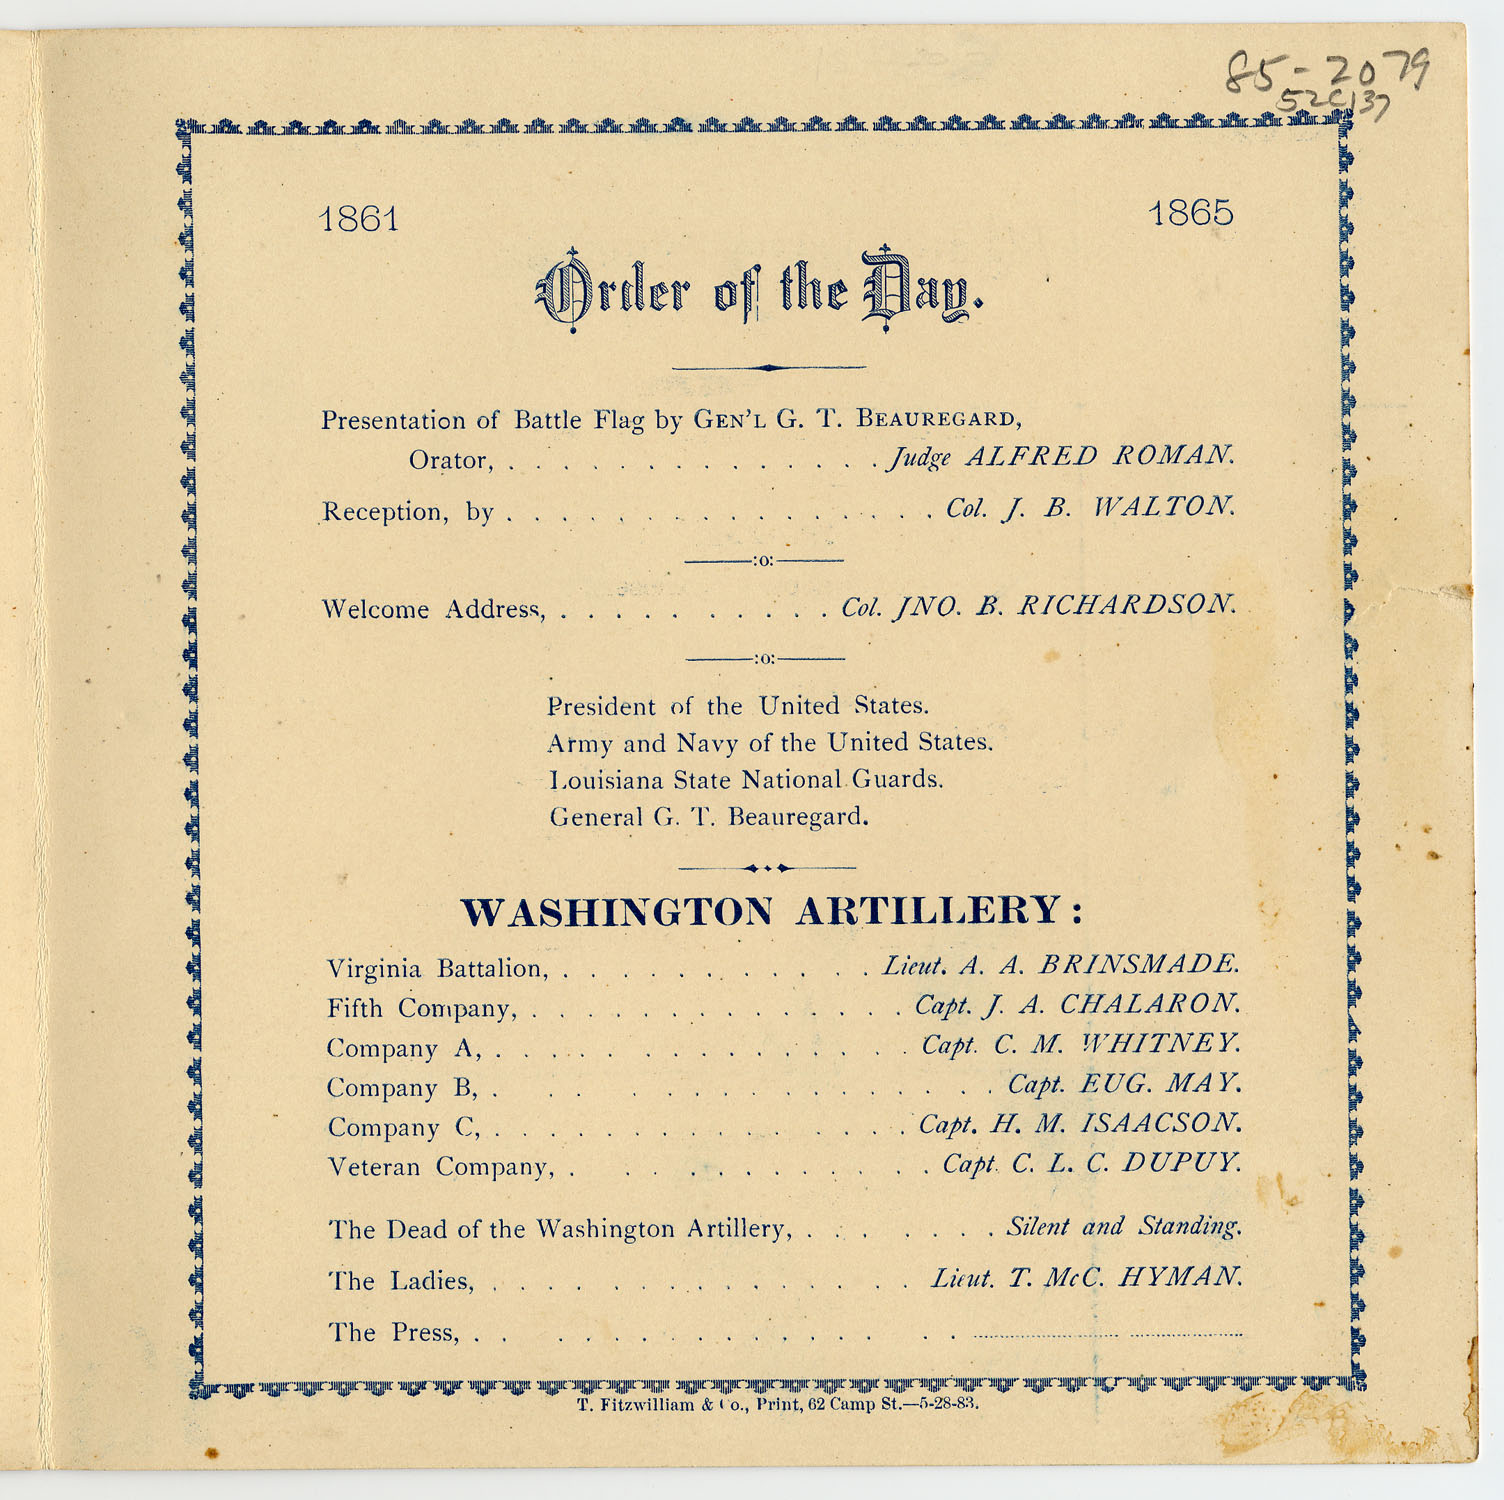 85-2079
52C137
1861 1865
Order of the Day.
Presentation of Battle Flag by GEN'L G. T. BEAUREGARD,
Orator, . . . . . . . . . . . . . . Judge ALFRED ROMAN.
Reception, by . . . . . . . . . . . . . . . . Col. J. B. WALTON.
:o:
Welcome Address, . . . . . . . . . . Col. JNO. B. RICHARDSON.
:o:
President of the United States.
Army and Navy of the United States.
Louisiana State National Guards.
General G. T. Beauregard.
WASHINGTON ARTILLERY:
Virginia Battalion, . . . . . . . . . . . Lieut. A. A. BRINSMADE.
Fifth Company, . . . . . . . . . . . . . . Capt. J. A. CHALARON.
Company A, . . . . . . . . . . . . . . . Capt. C. M. WHITNEY.
Company B, . . . . . . . . . . . . . . . Capt. EUG. MAY.
Company C, . . . . . . . . . . . . . . . Capt. H. M. ISAACSON.
Veteran Company, . . . . . . . . . . . . Capt. C. L. C. DUPUY.
The Dead of the Washington Artillery, . . . . . . . Silent and Standing.
The Ladies, . . . . . . . . . . . . . . . Lieut. T. McC. HYMAN.
The Press, . . . . . . . . . . . . . . . .
T. Fitzwilliam & Co., Print, 62 Camp St.—5-28-83.